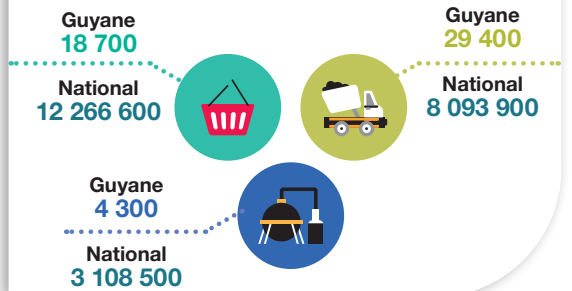 Guyane
18 700
National
12 266 600
Guyane
29 400
National
8 093 900
Guyane
4 300
National
3 108 500